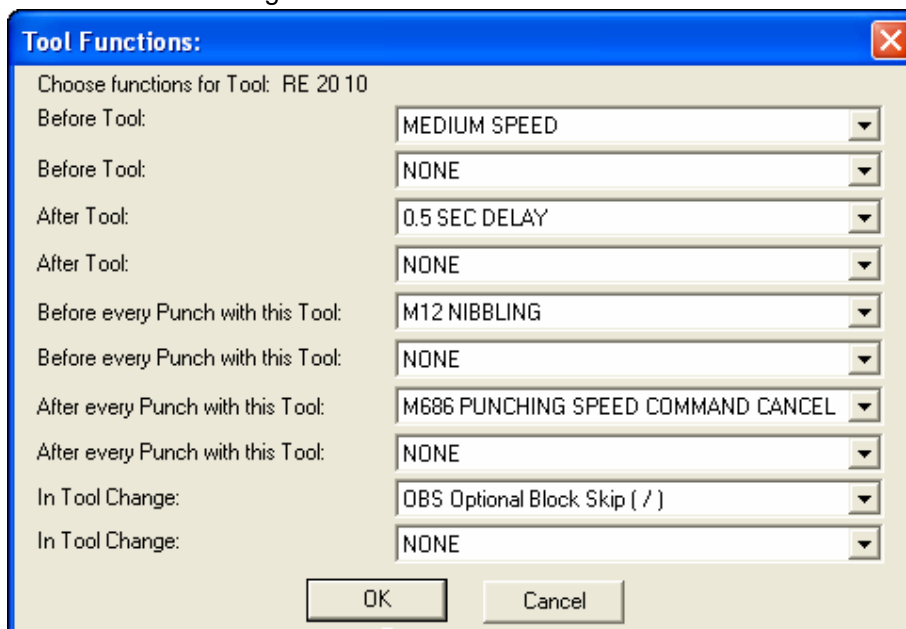 Tool Functions:
Choose functions for Tool: RE 20 10
Before Tool: MEDIUM SPEED
Before Tool: NONE
After Tool: 0.5 SEC DELAY
After Tool: NONE
Before every Punch with this Tool: M12 NIBBLING
Before every Punch with this Tool: NONE
After every Punch with this Tool: M686 PUNCHING SPEED COMMAND CANCEL
After every Punch with this Tool: NONE
In Tool Change: OBS Optional Block Skip ( / )
In Tool Change: NONE
OK Cancel